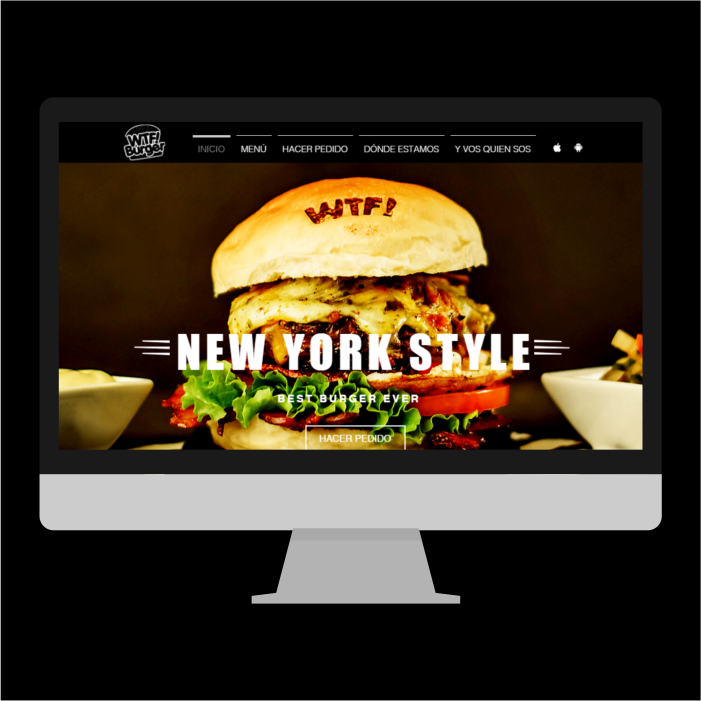 WTF!
Burger
INICIO
MENÚ
HACER PEDIDO
DÓNDE ESTAMOS
Y VOS QUIEN SOS
WTF!
NEW YORK STYLE
BEST BURGER EVER
HACER PEDIDO